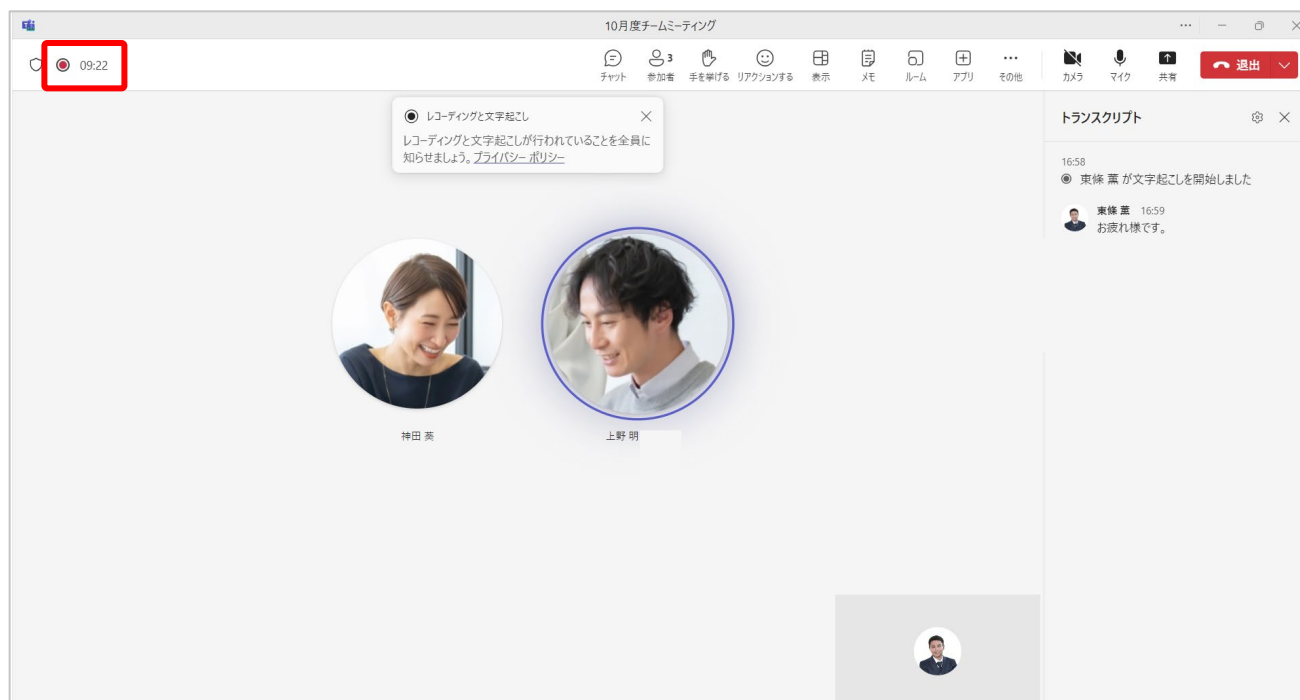 10月度チームミーティング
09:22
3
チャット 参加者 手を挙げる リアクションする 表示 メモ ルーム アプリ その他 カメラ マイク 共有 退出
レコーディングと文字起こし
レコーディングと文字起こしが行われていることを全員に
知らせましょう。プライバシー ポリシー
神田 葵
上野 明
トランスクリプト
16:58
東條 薫 が文字起こしを開始しました
東條 薫 16:59
お疲れ様です。